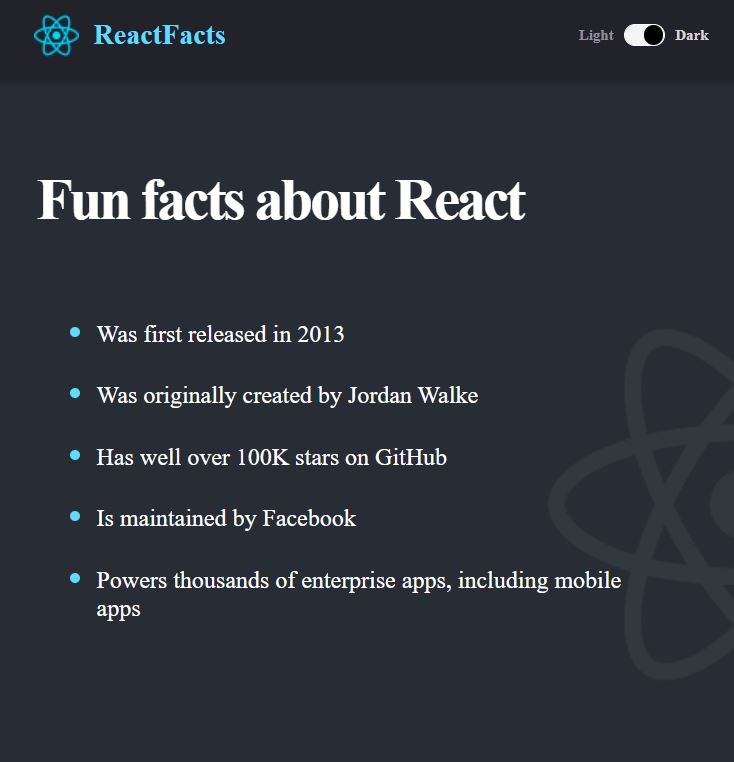 ReactFacts
Light Dark
Fun facts about React
Was first released in 2013
Was originally created by Jordan Walke
Has well over 100K stars on GitHub
Is maintained by Facebook
Powers thousands of enterprise apps, including mobile
apps